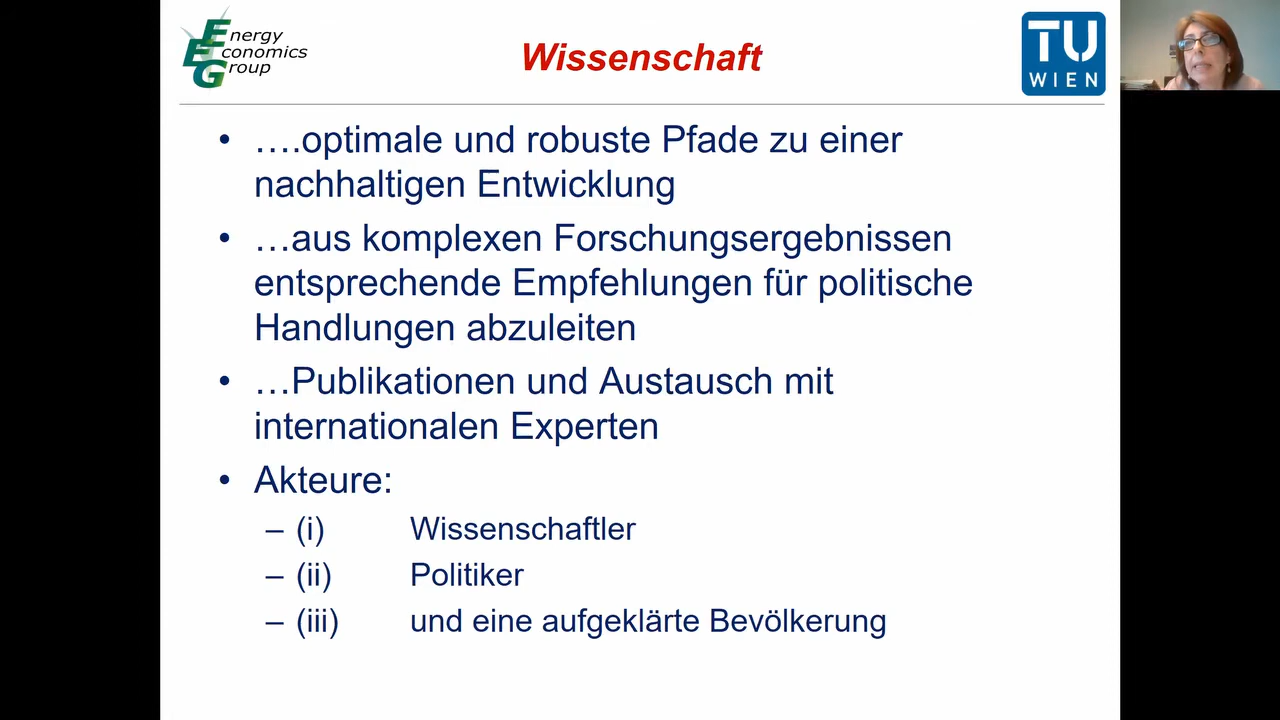 Energy
Economics
Group
Wissenschaft
TU
WIEN
• ….optimale und robuste Pfade zu einer
nachhaltigen Entwicklung
• …aus komplexen Forschungsergebnissen
entsprechende Empfehlungen für politische
Handlungen abzuleiten
• …Publikationen und Austausch mit
internationalen Experten
• Akteure:
– (i) Wissenschaftler
– (ii) Politiker
– (iii) und eine aufgeklärte Bevölkerung